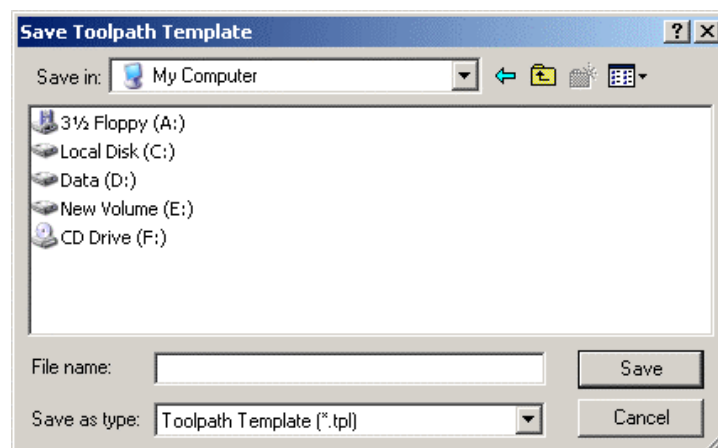 Save Toolpath Template
Save in: My Computer
3½ Floppy (A:)
Local Disk (C:)
Data (D:)
New Volume (E:)
CD Drive (F:)
File name: Save
Save as type: Toolpath Template (*.tpl) Cancel